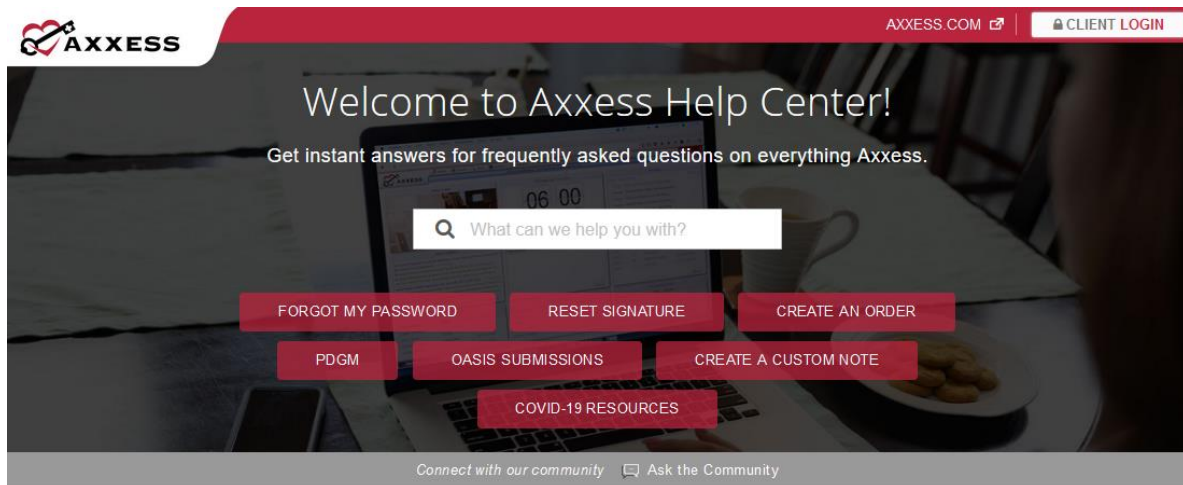 AXXESS
AXXESS.COM
CLIENT LOGIN
Welcome to Axxess Help Center!
Get instant answers for frequently asked questions on everything Axxess.
AXXESS
06 00
What can we help you with?
FORGOT MY PASSWORD
RESET SIGNATURE
CREATE AN ORDER
PDGM
OASIS SUBMISSIONS
CREATE A CUSTOM NOTE
COVID-19 RESOURCES
Connect with our community
Ask the Community